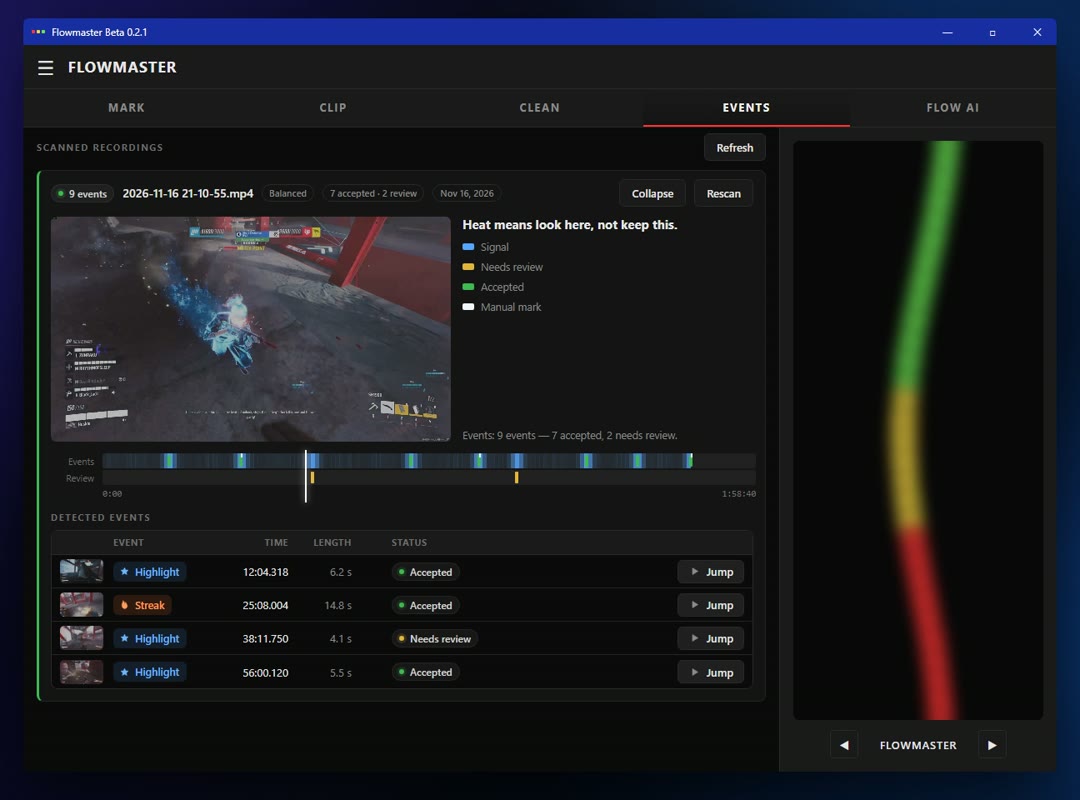 Flowmaster Beta 0.2.1
FLOWMASTER
MARK CLIP CLEAN EVENTS FLOW AI
SCANNED RECORDINGS Refresh
9 events 2026-11-16 21-10-55.mp4 Balanced 7 accepted · 2 review Nov 16, 2026 Collapse Rescan
Heat means look here, not keep this.
Signal
Needs review
Accepted
Manual mark
Events: 9 events — 7 accepted, 2 needs review.
Events
Review
0:00 1:58:40
DETECTED EVENTS
EVENT TIME LENGTH STATUS
Highlight 12:04.318 6.2 s Accepted Jump
Streak 25:08.004 14.8 s Accepted Jump
Highlight 38:11.750 4.1 s Needs review Jump
Highlight 56:00.120 5.5 s Accepted Jump
FLOWMASTER